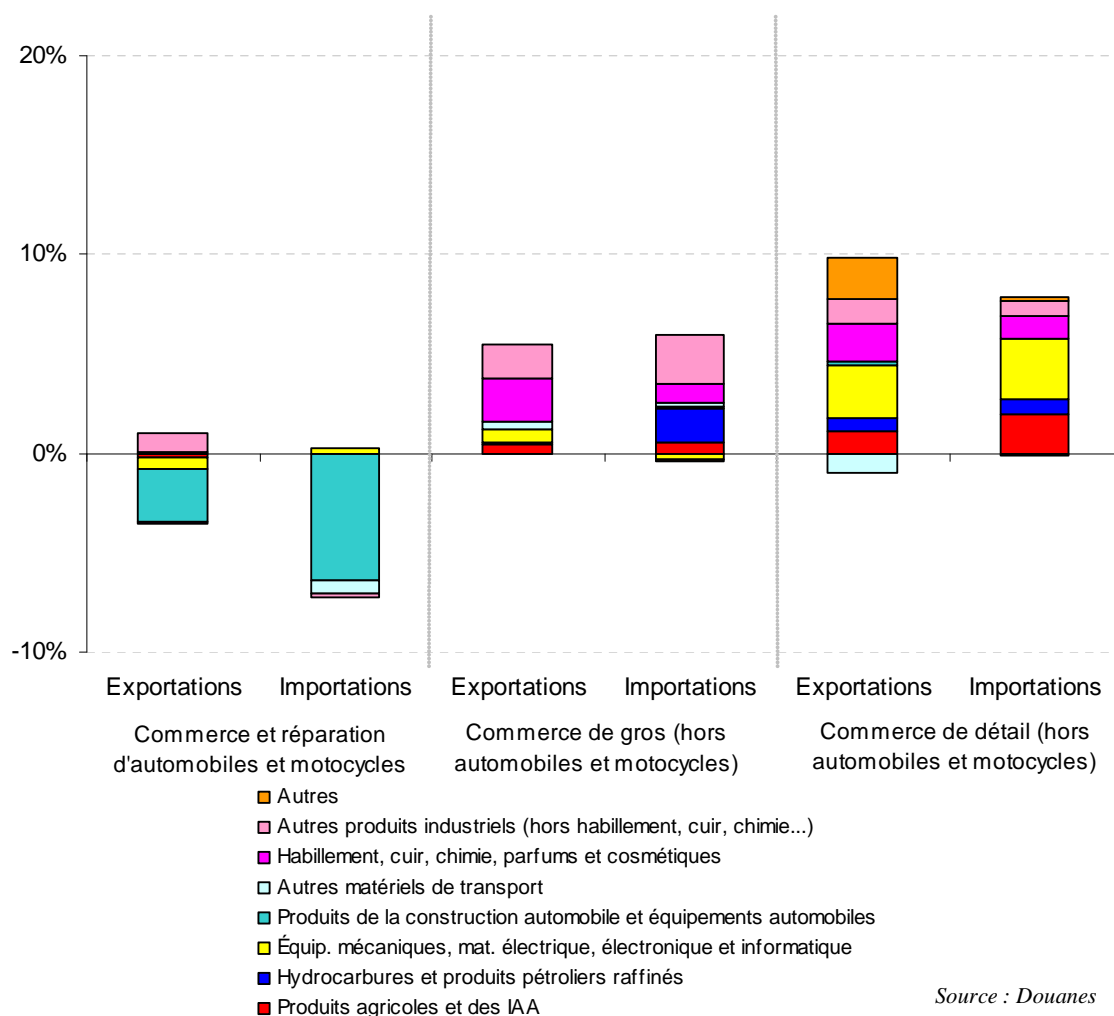 20%
10%
0%
-10%
Exportations Importations Exportations Importations Exportations Importations
Commerce et réparation
d'automobiles et motocycles
Commerce de gros (hors
automobiles et motocycles)
Commerce de détail (hors
automobiles et motocycles)
Autres
Autres produits industriels (hors habillement, cuir, chimie...)
Habillement, cuir, chimie, parfums et cosmétiques
Autres matériels de transport
Produits de la construction automobile et équipements automobiles
Équip. mécaniques, mat. électrique, électronique et informatique
Hydrocarbures et produits pétroliers raffinés
Produits agricoles et des IAA
Source : Douanes